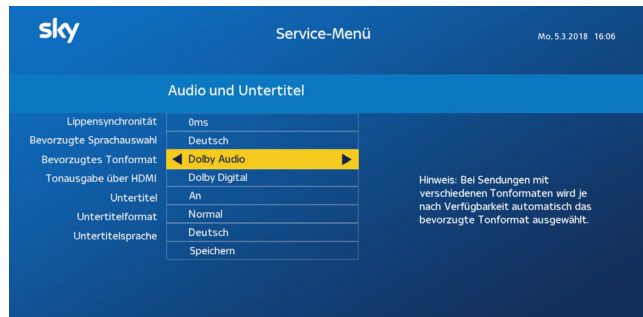 sky
Service-Menü
Mo, 5.3.2018 16:06
Audio und Untertitel
Lippensynchronität 0ms
Bevorzugte Sprachauswahl Deutsch
Bevorzugtes Tonformat Dolby Audio
Tonausgabe über HDMI Dolby Digital
Untertitel An
Untertitelformat Normal
Untertitelsprache Deutsch
Speichern
Hinweis: Bei Sendungen mit
verschiedenen Tonformaten wird je
nach Verfügbarkeit automatisch das
bevorzugte Tonformat ausgewählt.